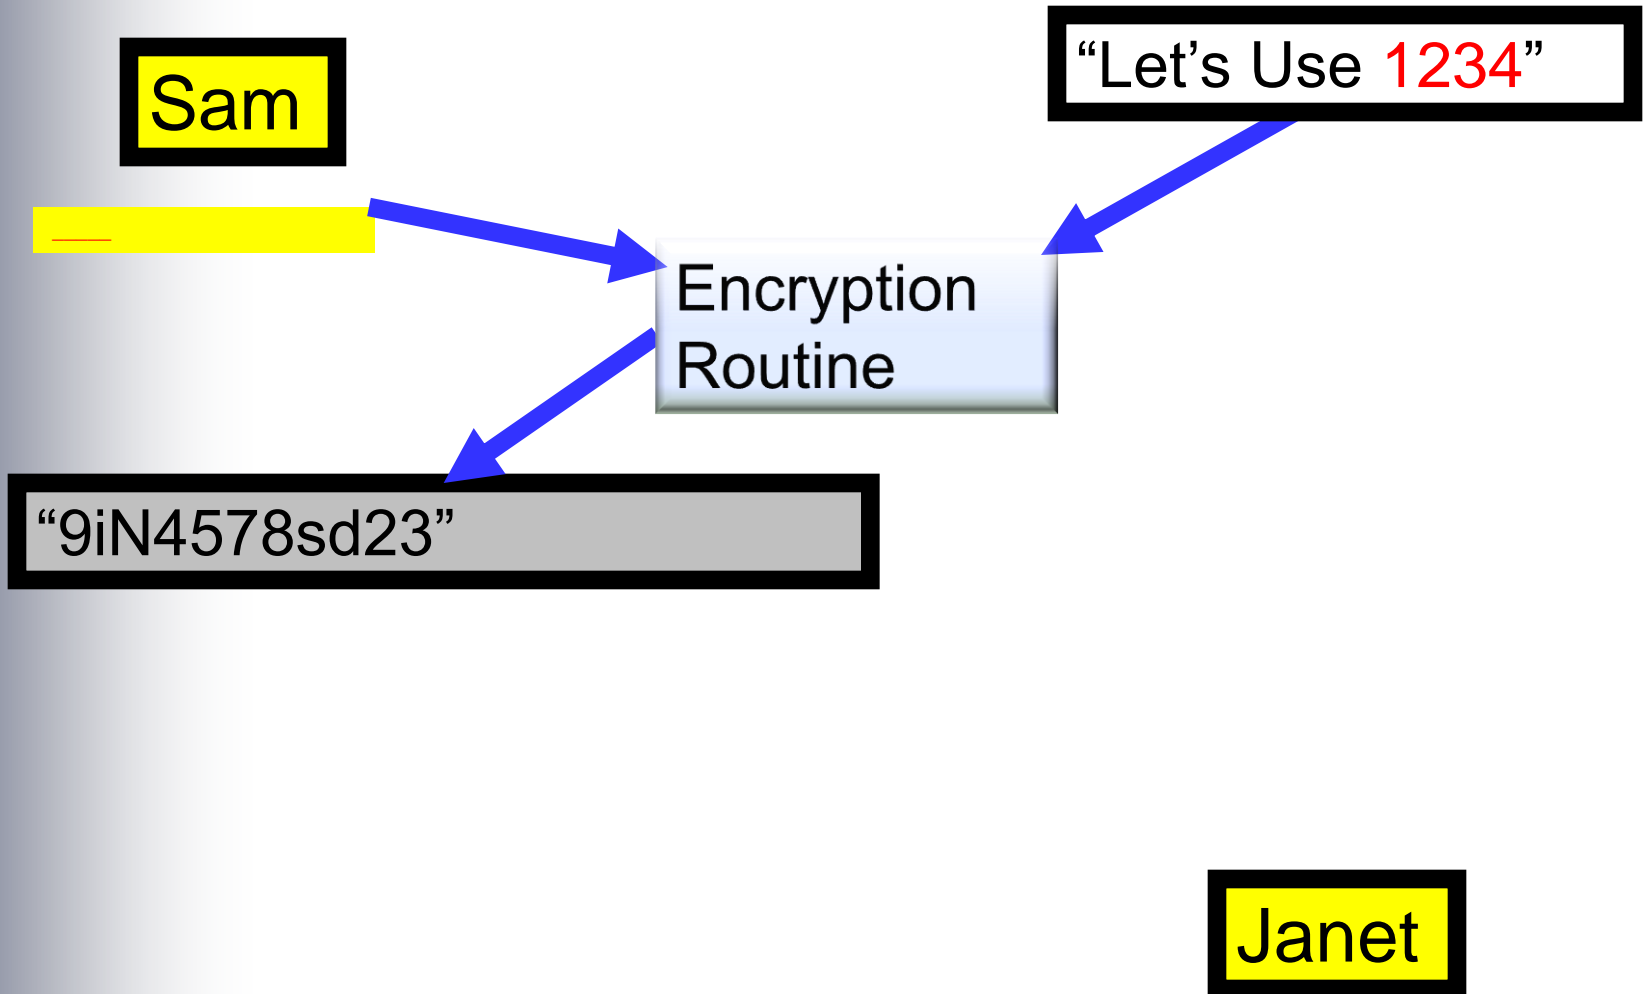 Sam
“Let’s Use 1234”
Encryption
Routine
“9iN4578sd23”
Janet